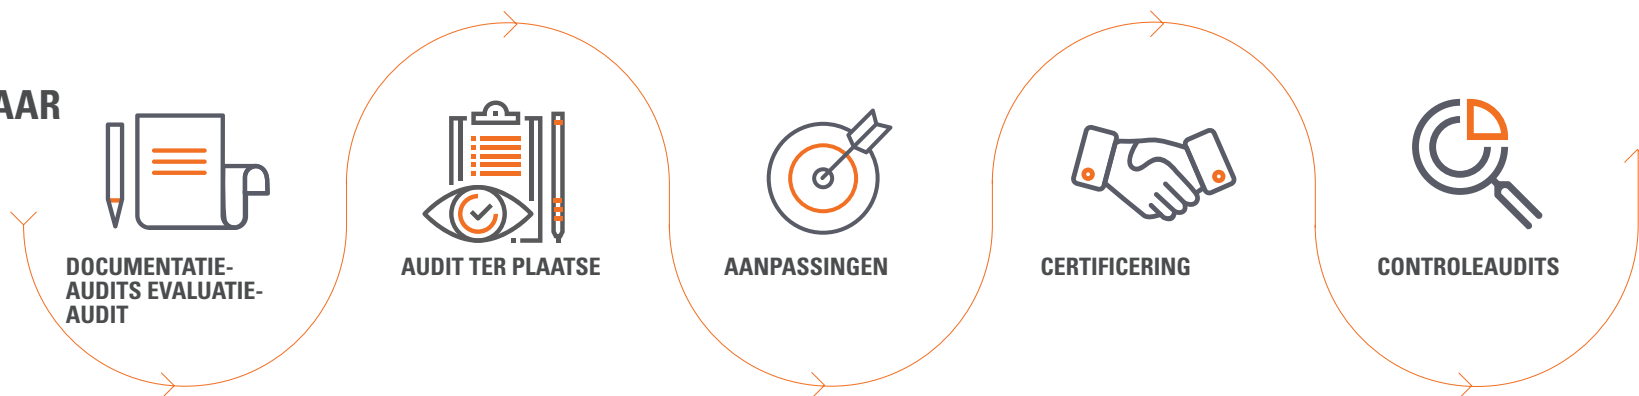 AAR
DOCUMENTATIE-
AUDITS EVALUATIE-
AUDIT
AUDIT TER PLAATSE
AANPASSINGEN
CERTIFICERING
CONTROLEAUDITS